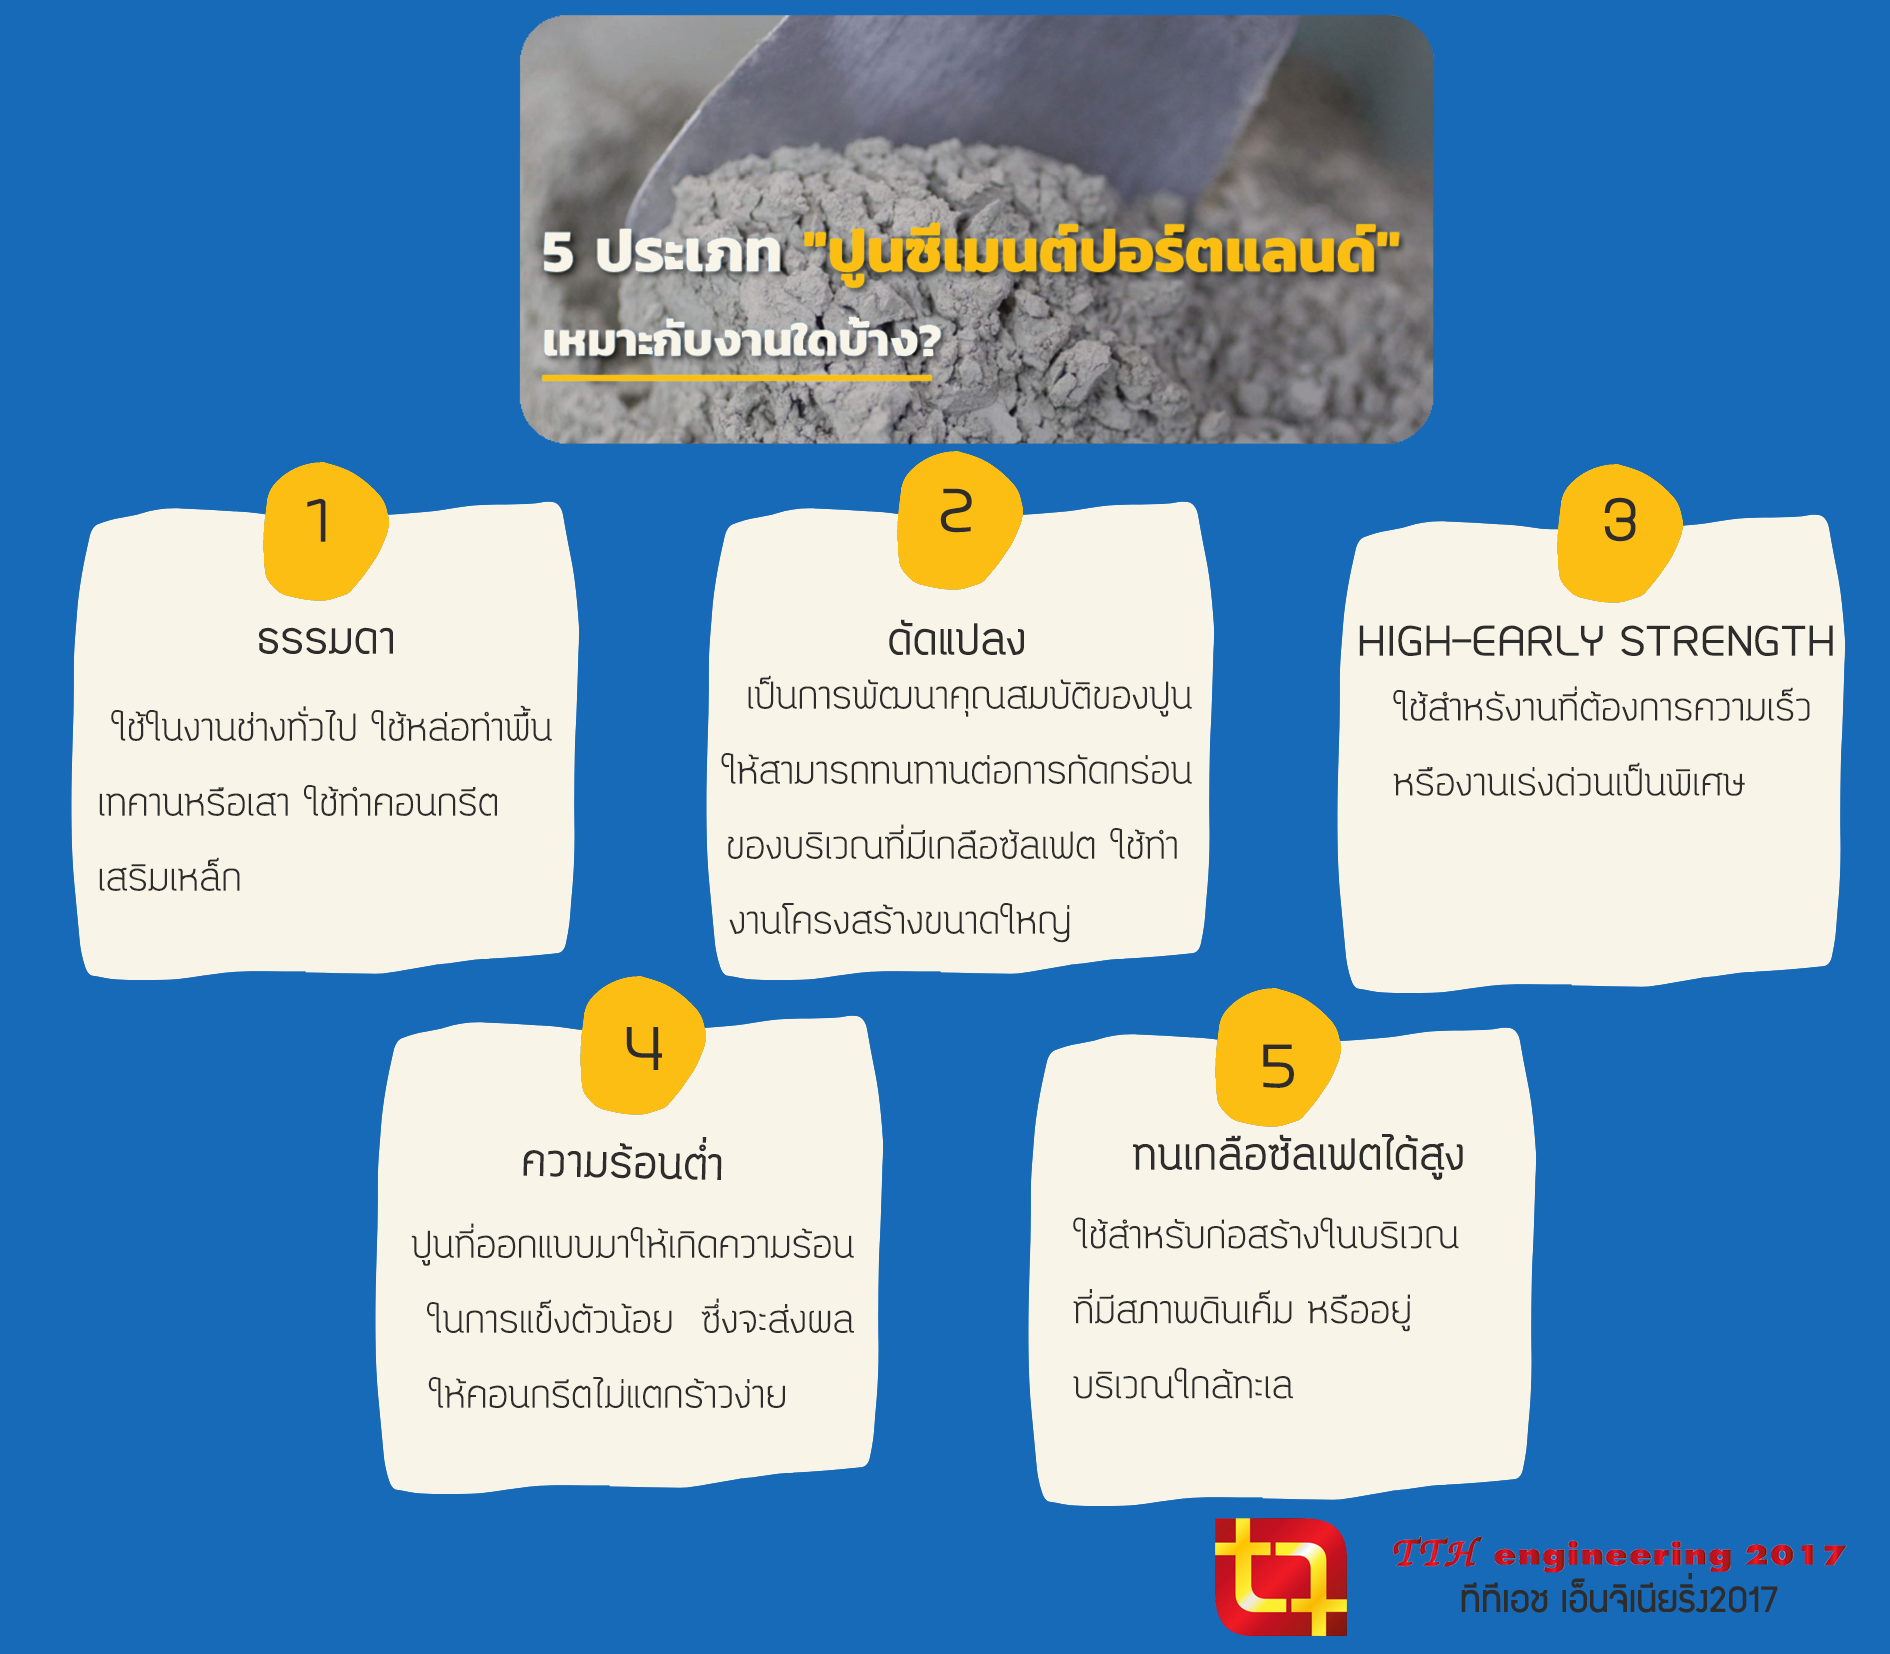 5 ประเภท "ปูนซีเมนต์ปอร์ตแลนด์"
เหมาะกับงานใดบ้าง?
1
ธรรมดา
ใช้ในงานช่างทั่วไป ใช้หล่อทำพื้น
เทคานหรือเสา ใช้ทำคอนกรีต
เสริมเหล็ก
2
ดัดแปลง
เป็นการพัฒนาคุณสมบัติของปูน
ให้สามารถทนทานต่อการกัดกร่อน
ของบริเวณที่มีเกลือซัลเฟต ใช้ทำ
งานโครงสร้างขนาดใหญ่
3
HIGH-EARLY STRENGTH
ใช้สำหรังานที่ต้องการความเร็ว
หรืองานเร่งด่วนเป็นพิเศษ
4
ความร้อนต่ำ
ปูนที่ออกแบบมาให้เกิดความร้อน
ในการแข็งตัวน้อย ซึ่งจะส่งผล
ให้คอนกรีตไม่แตกร้าวง่าย
5
ทนเกลือซัลเฟตได้สูง
ใช้สำหรับก่อสร้างในบริเวณ
ที่มีสภาพดินเค็ม หรืออยู่
บริเวณใกล้ทะเล
TTH engineering 2017
ทีทีเอช เอ็นจิเนียริ่ง2017